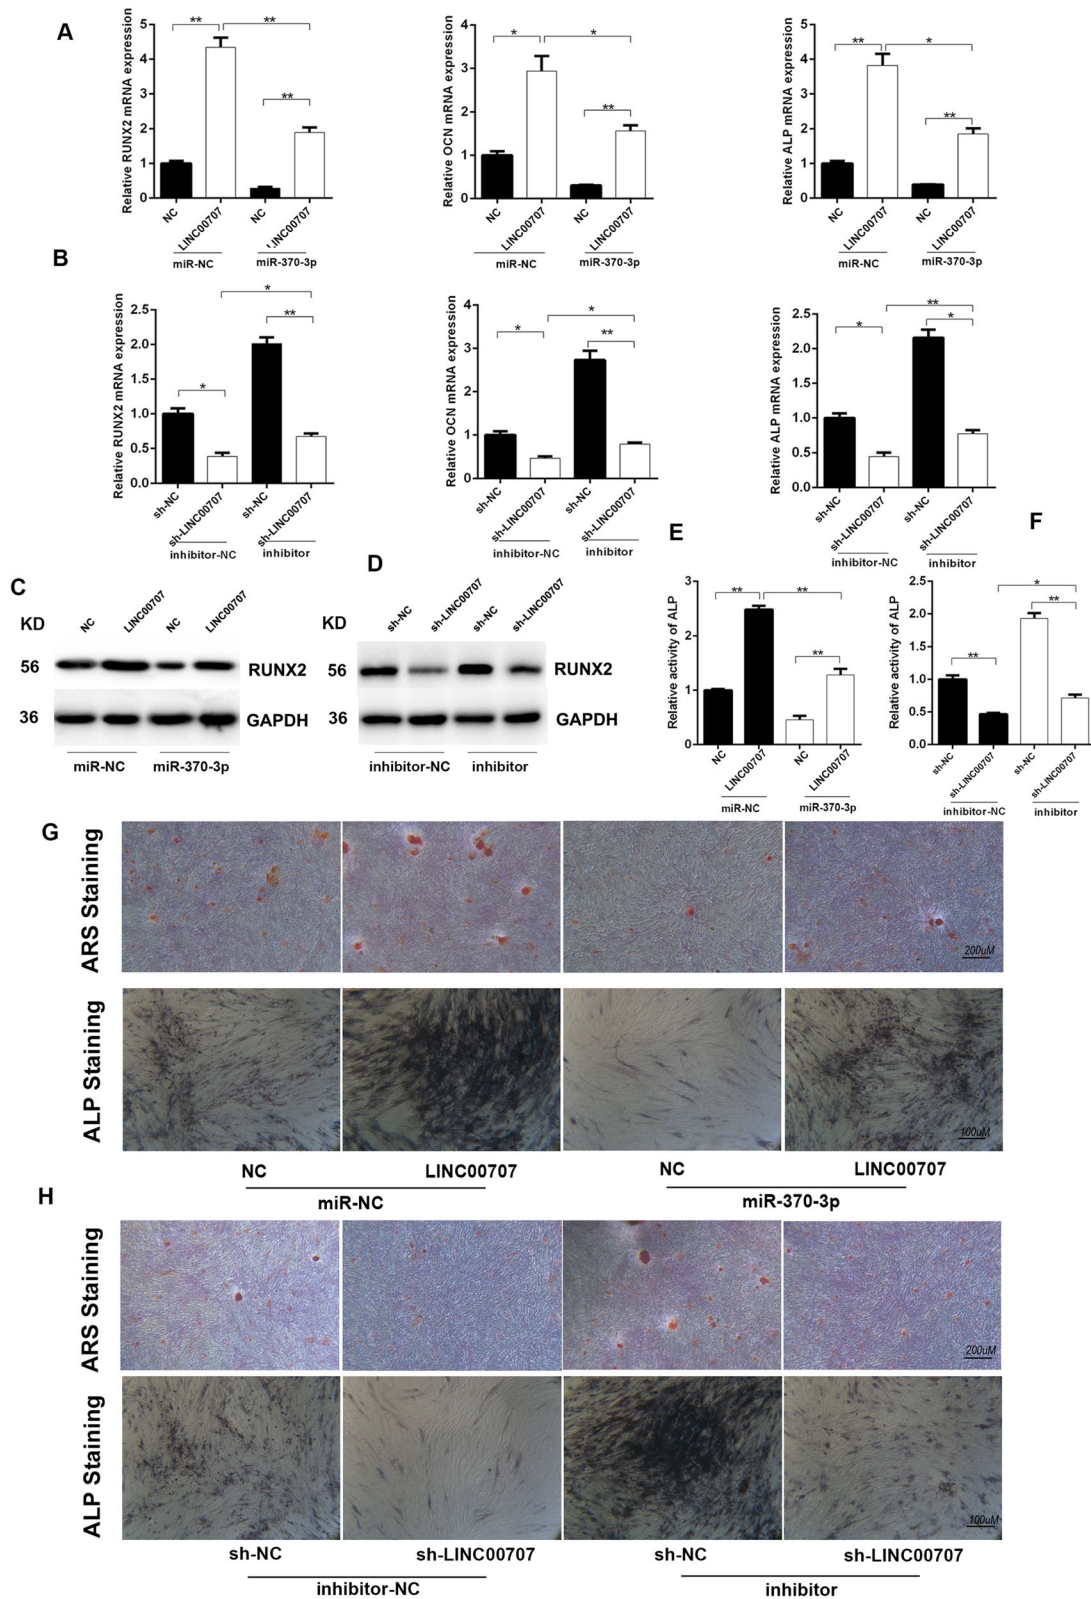 A
Relative RUNX2 mRNA expression
5
4
3
2
1
0
**
**
**
NC
LINC00707
NC
LINC00707
miR-NC
miR-370-3p
Relative OCN mRNA expression
4
3
2
1
0
*
*
**
NC
LINC00707
NC
LINC00707
miR-NC
miR-370-3p
Relative ALP mRNA expression
5
4
3
2
1
0
**
*
**
NC
LINC00707
NC
LINC00707
miR-NC
miR-370-3p
B
Relative RUNX2 mRNA expression
2.5
2.0
1.5
1.0
0.5
0.0
*
*
**
sh-NC
sh-LINC00707
sh-NC
sh-LINC00707
inhibitor-NC
inhibitor
Relative OCN mRNA expression
4
3
2
1
0
*
*
**
sh-NC
sh-LINC00707
sh-NC
sh-LINC00707
inhibitor-NC
inhibitor
Relative ALP mRNA expression
2.5
2.0
1.5
1.0
0.5
0.0
*
**
*
sh-NC
sh-LINC00707
sh-NC
sh-LINC00707
inhibitor-NC
inhibitor
C
KD
NC
LINC00707
NC
LINC00707
56
RUNX2
36
GAPDH
miR-NC
miR-370-3p
D
KD
sh-NC
sh-LINC00707
sh-NC
sh-LINC00707
56
RUNX2
36
GAPDH
inhibitor-NC
inhibitor
E
Relative activity of ALP
3
2
1
0
**
**
**
NC
LINC00707
NC
LINC00707
miR-NC
miR-370-3p
F
Relative activity of ALP
2.5
2.0
1.5
1.0
0.5
0.0
**
*
**
sh-NC
sh-LINC00707
sh-NC
sh-LINC00707
inhibitor-NC
inhibitor
G
ARS Staining
200uM
ALP Staining
100uM
NC
LINC00707
NC
LINC00707
miR-NC
miR-370-3p
H
ARS Staining
200uM
ALP Staining
100uM
sh-NC
sh-LINC00707
sh-NC
sh-LINC00707
inhibitor-NC
inhibitor